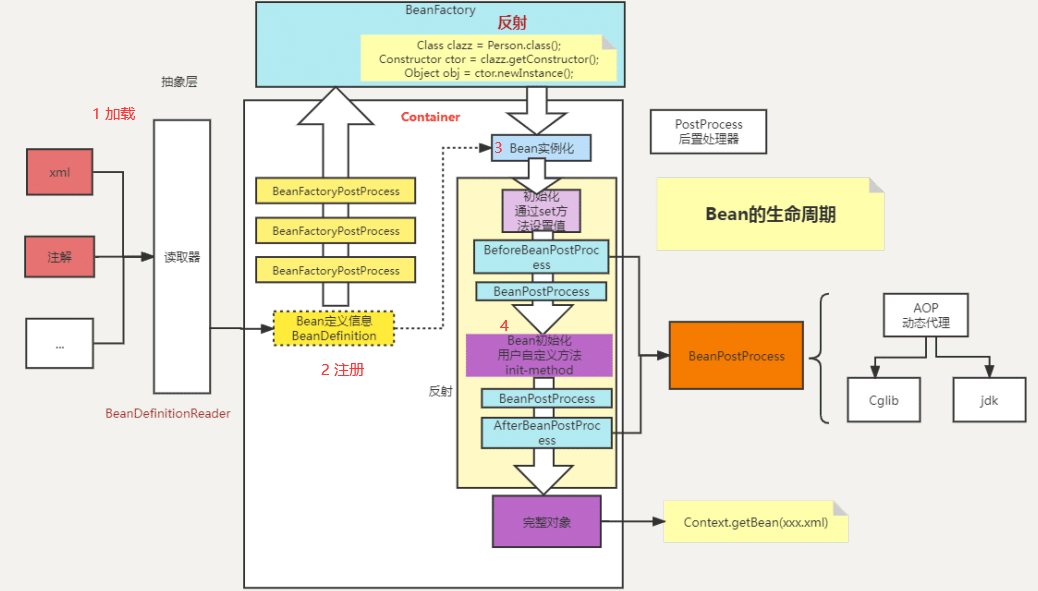 BeanFactory
反射
Class clazz = Person.class();
Constructor ctor = clazz.getConstructor();
Object obj = ctor.newInstance();
抽象层
1 加载
xml
注解
...
读取器
BeanDefinitionReader
Container
BeanFactoryPostProcess
BeanFactoryPostProcess
BeanFactoryPostProcess
Bean定义信息
BeanDefinition
2 注册
3
Bean实例化
初始化
通过set方
法设置值
BeforeBeanPostProc
ess
BeanPostProcess
4
Bean初始化
用户自定义方法
init-method
反射
BeanPostProcess
AfterBeanPostProc
ess
完整对象
PostProcess
后置处理器
Bean的生命周期
BeanPostProcess
AOP
动态代理
Cglib
jdk
Context.getBean(xxx.xml)